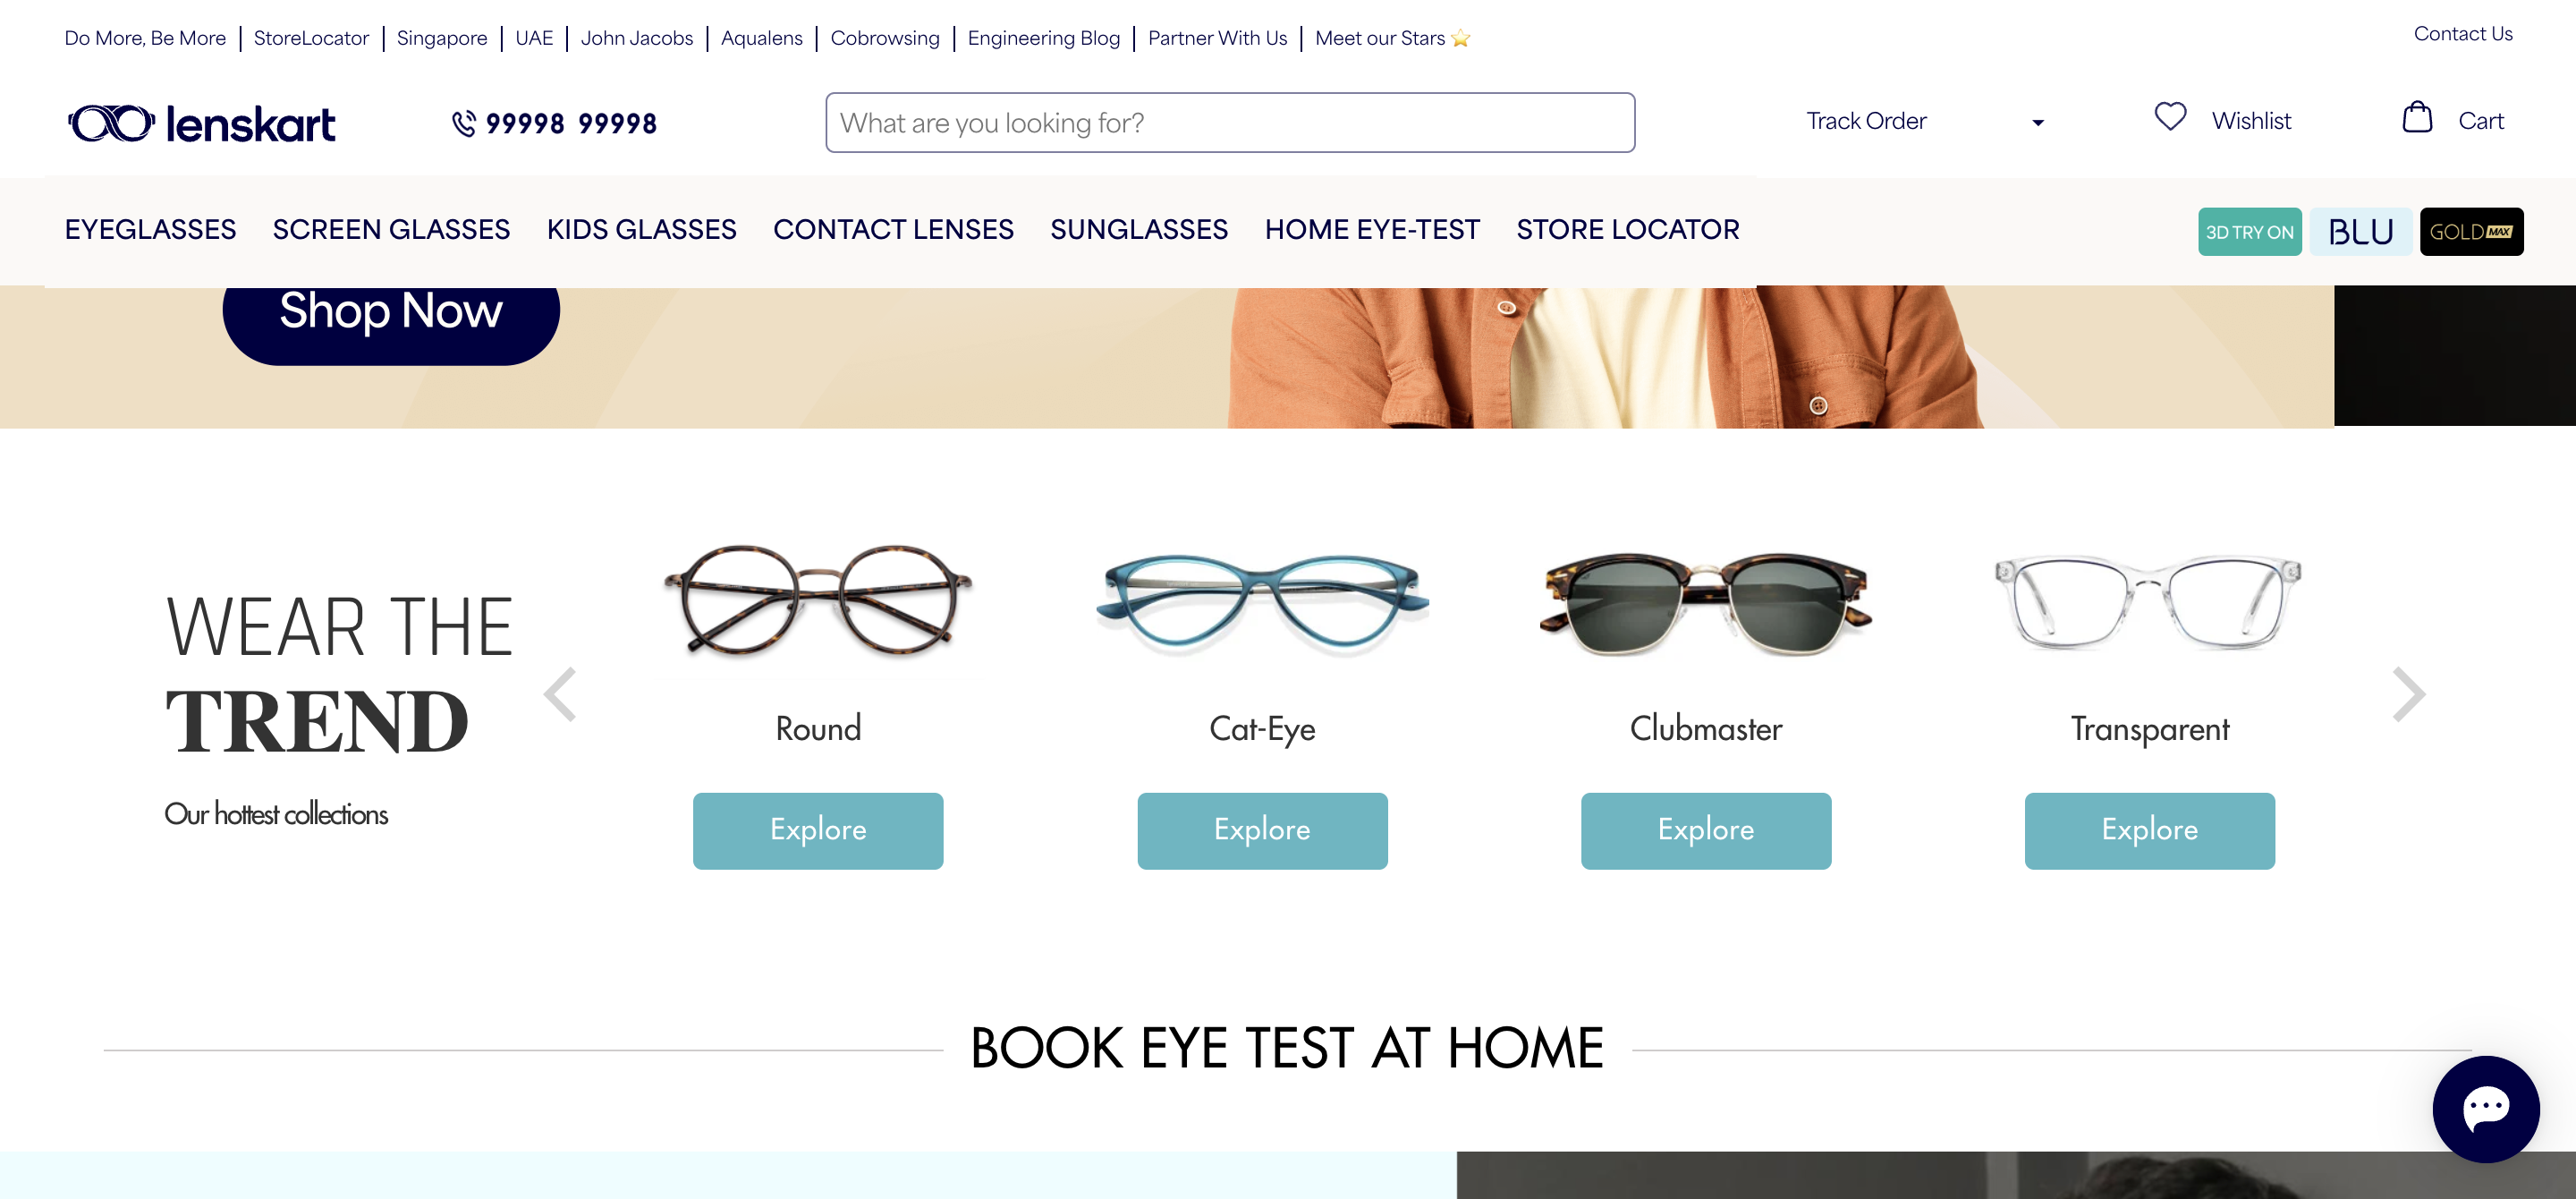 Do More, Be More | StoreLocator | Singapore | UAE | John Jacobs | Aqualens | Cobrowsing | Engineering Blog | Partner With Us | Meet our Stars ⭐
Contact Us
lenskart
99998 99998
What are you looking for?
Track Order
Wishlist
Cart
EYEGLASSES SCREEN GLASSES KIDS GLASSES CONTACT LENSES SUNGLASSES HOME EYE-TEST STORE LOCATOR
3D TRY ON
BLU
GOLD MAX
Shop Now
WEAR THE
TREND
Our hottest collections
Round
Explore
Cat-Eye
Explore
Clubmaster
Explore
Transparent
Explore
BOOK EYE TEST AT HOME